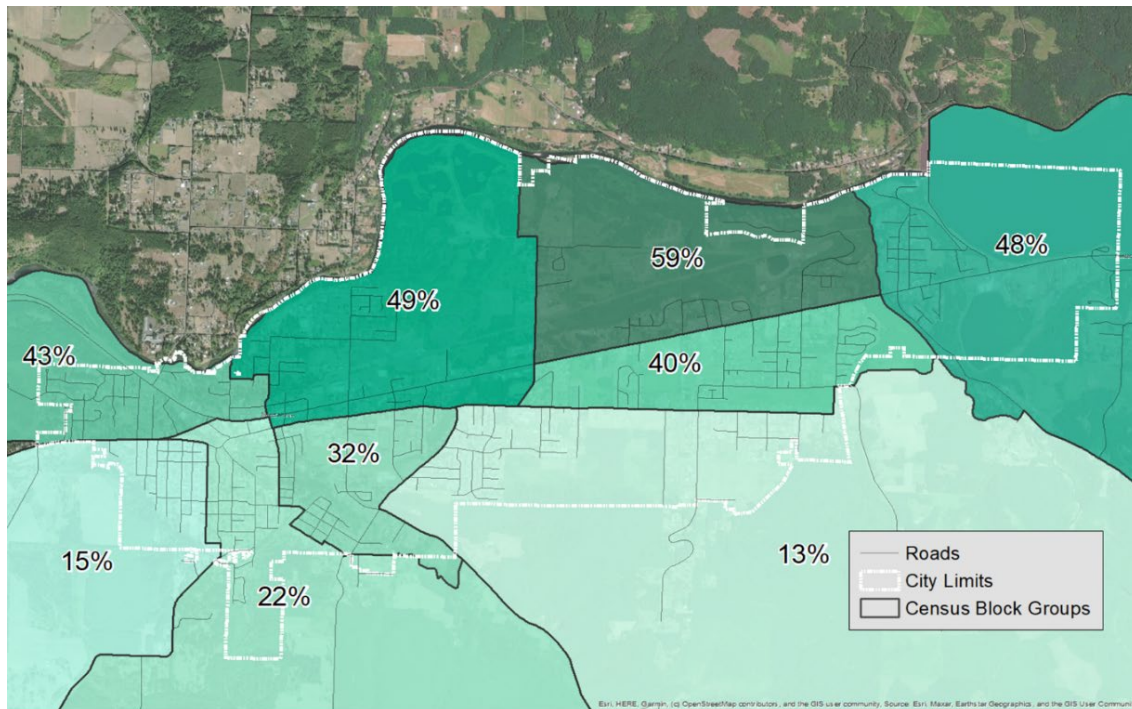 59%
48%
49%
43%
40%
32%
15%
13%
22%
Roads
City Limits
Census Block Groups
Esri, HERE, Garmin, (c) OpenStreetMap contributors, and the GIS user community, Source: Esri, Maxar, Earthstar Geographics, and the GIS User Communi